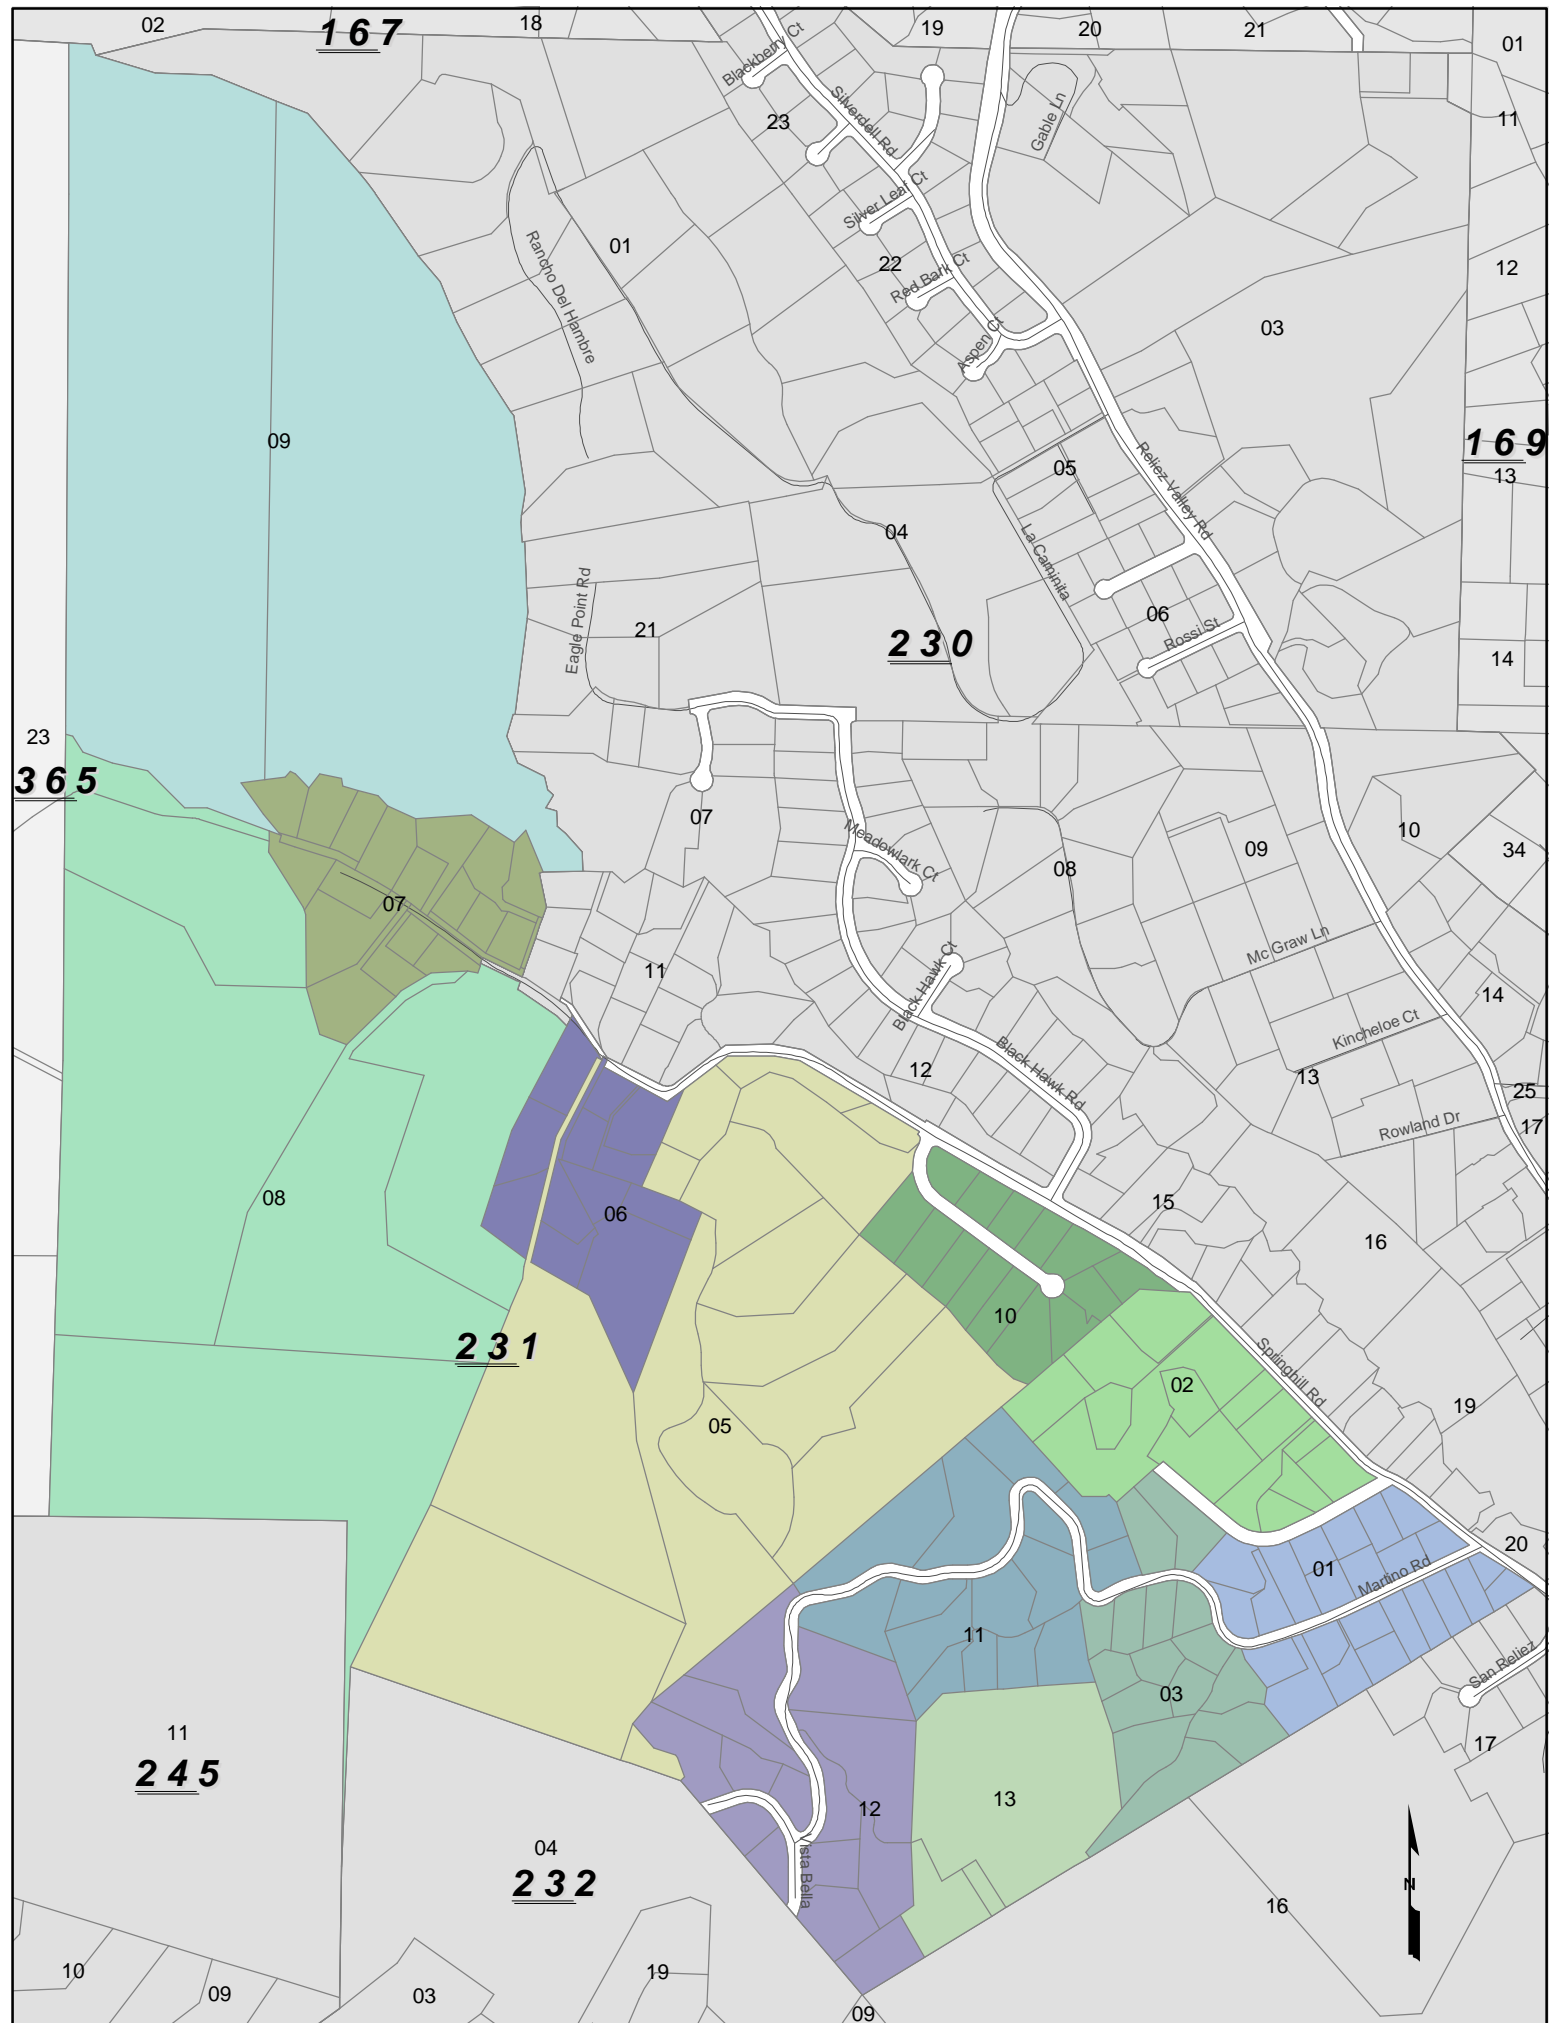 02
167
18
19
20
21
01
Blackberry Ct
23
Silverdell Rd
Gable Ln
11
Silver Leaf Ct
Rancho Del Hambre
01
22
Red Bark Ct
12
03
Aspen Ct
09
05
Reliez Valley Rd
169
13
04
La Caminita
Eagle Point Rd
21
06
Rossi St
230
14
23
365
07
Meadowlark Ct
08
09
10
34
07
11
Black Hawk Ct
Mc Graw Ln
14
Kincheloe Ct
12
Black Hawk Rd
13
25
Rowland Dr
17
08
06
15
16
10
231
Springhill Rd
02
05
19
01
Martino Rd
20
11
San Reliez
03
11
245
17
12
13
04
Vista Bella
232
16
N
10
09
03
19
09